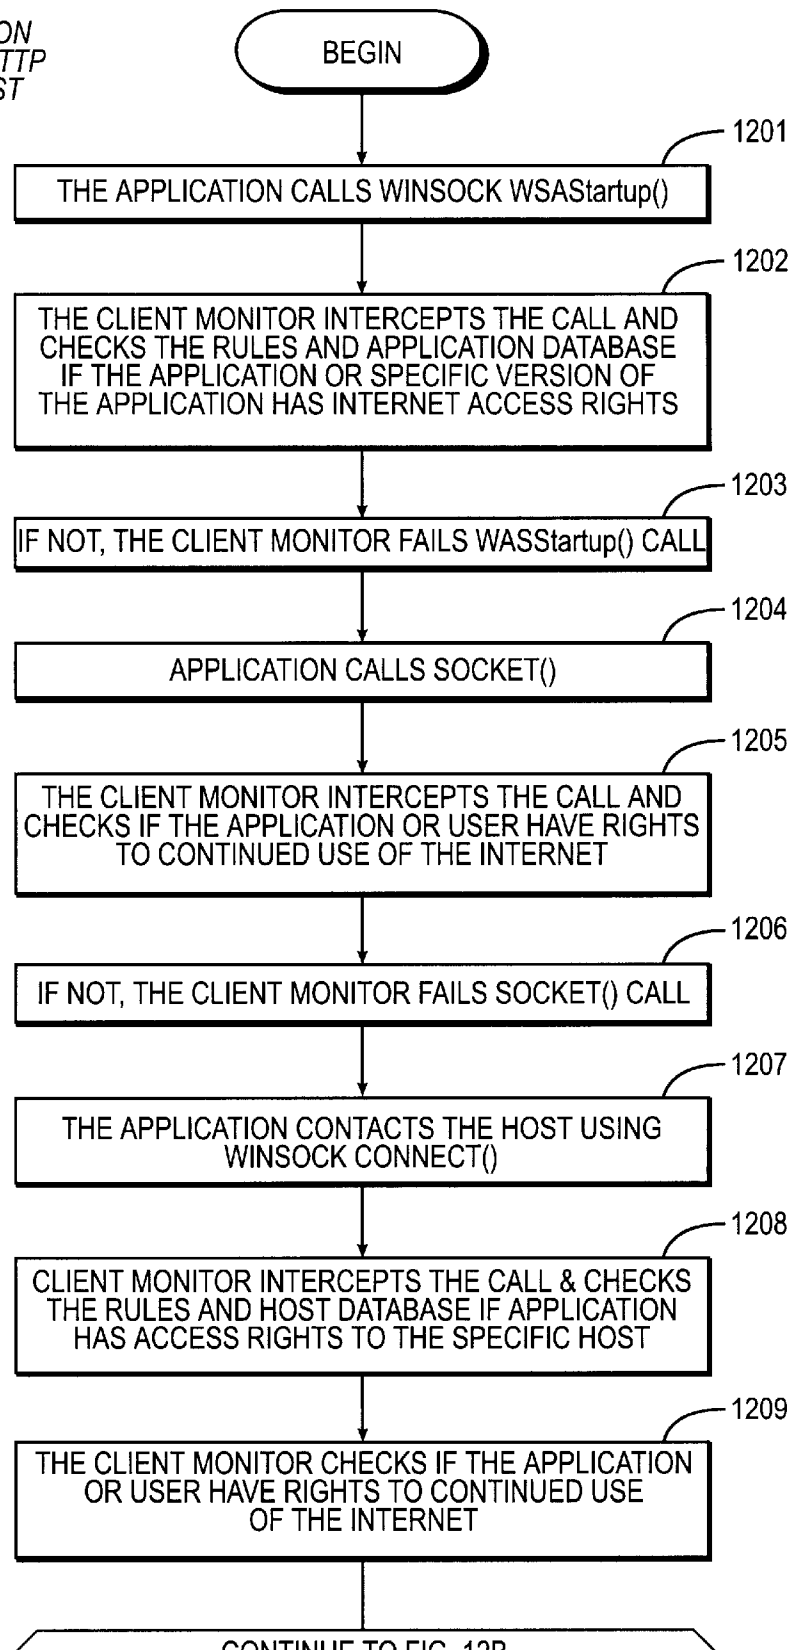 ON
TTP
ST
BEGIN
1201
THE APPLICATION CALLS WINSOCK WSAStartup()
1202
THE CLIENT MONITOR INTERCEPTS THE CALL AND
CHECKS THE RULES AND APPLICATION DATABASE
IF THE APPLICATION OR SPECIFIC VERSION OF
THE APPLICATION HAS INTERNET ACCESS RIGHTS
1203
IF NOT, THE CLIENT MONITOR FAILS WASStartup() CALL
1204
APPLICATION CALLS SOCKET()
1205
THE CLIENT MONITOR INTERCEPTS THE CALL AND
CHECKS IF THE APPLICATION OR USER HAVE RIGHTS
TO CONTINUED USE OF THE INTERNET
1206
IF NOT, THE CLIENT MONITOR FAILS SOCKET() CALL
1207
THE APPLICATION CONTACTS THE HOST USING
WINSOCK CONNECT()
1208
CLIENT MONITOR INTERCEPTS THE CALL & CHECKS
THE RULES AND HOST DATABASE IF APPLICATION
HAS ACCESS RIGHTS TO THE SPECIFIC HOST
1209
THE CLIENT MONITOR CHECKS IF THE APPLICATION
OR USER HAVE RIGHTS TO CONTINUED USE
OF THE INTERNET
CONTINUE TO FIG. 12B